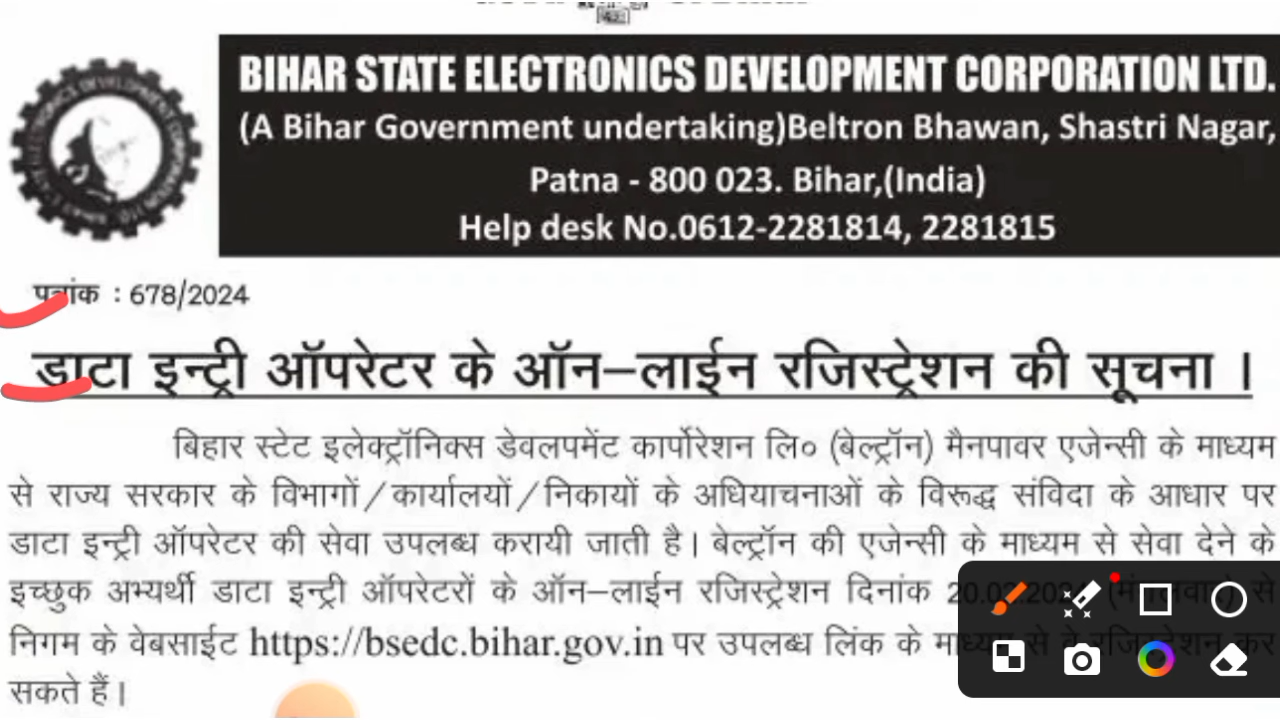 BIHAR STATE ELECTRONICS DEVELOPMENT CORPORATION LTD.
(A Bihar Government undertaking)Beltron Bhawan, Shastri Nagar,
Patna - 800 023. Bihar,(India)
Help desk No.0612-2281814, 2281815
पत्रांक : 678/2024
डाटा इन्ट्री ऑपरेटर के ऑन–लाईन रजिस्ट्रेशन की सूचना ।
बिहार स्टेट इलेक्ट्रॉनिक्स डेवलपमेंट कार्पोरेशन लि० (बेल्ट्रॉन) मैनपावर एजेन्सी के माध्यम
से राज्य सरकार के विभागों/कार्यालयों/निकायों के अधियाचनाओं के विरूद्ध संविदा के आधार पर
डाटा इन्ट्री ऑपरेटर की सेवा उपलब्ध करायी जाती है। बेल्ट्रॉन की एजेन्सी के माध्यम से सेवा देने के
इच्छुक अभ्यर्थी डाटा इन्ट्री ऑपरेटरों के ऑन–लाईन रजिस्ट्रेशन दिनांक से
निगम के वेबसाईट https://bsedc.bihar.gov.in पर उपलब्ध लिंक के माध्यम से वे रजिस्ट्रेशन कर
सकते हैं।